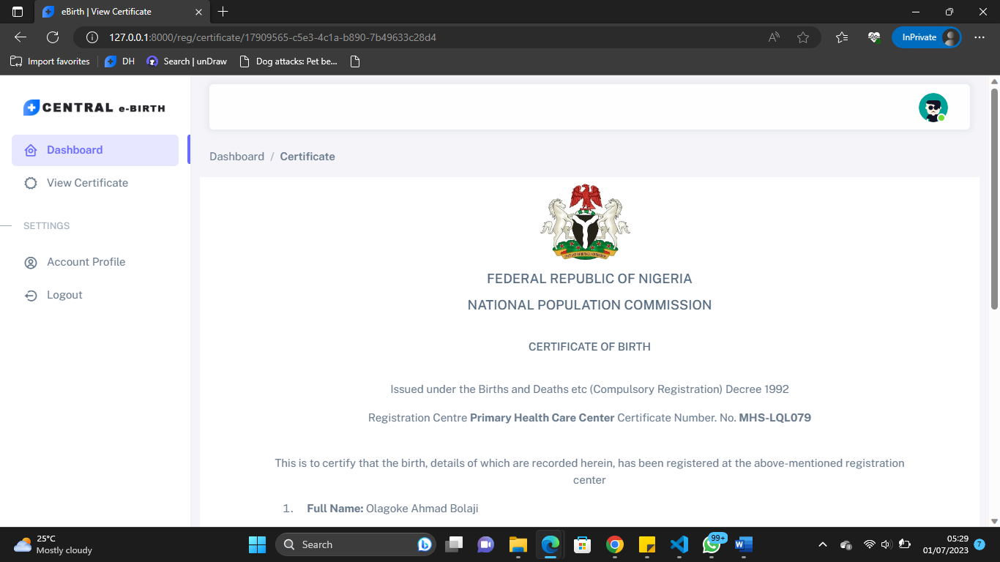 eBirth | View Certificate
127.0.0.1:8000/reg/certificate/17909565-c5e3-4c1a-b890-7b49633c28d4
InPrivate
Import favorites
DH
Search | unDraw
Dog attacks: Pet be...
CENTRAL e-BIRTH
Dashboard
View Certificate
SETTINGS
Account Profile
Logout
Dashboard / Certificate
FEDERAL REPUBLIC OF NIGERIA
NATIONAL POPULATION COMMISSION
CERTIFICATE OF BIRTH
Issued under the Births and Deaths etc (Compulsory Registration) Decree 1992
Registration Centre Primary Health Care Center Certificate Number. No. MHS-LQL079
This is to certify that the birth, details of which are recorded herein, has been registered at the above-mentioned registration
center
1. Full Name: Olagoke Ahmad Bolaji
25°C
Mostly cloudy
Search
99+
05:29
01/07/2023
7